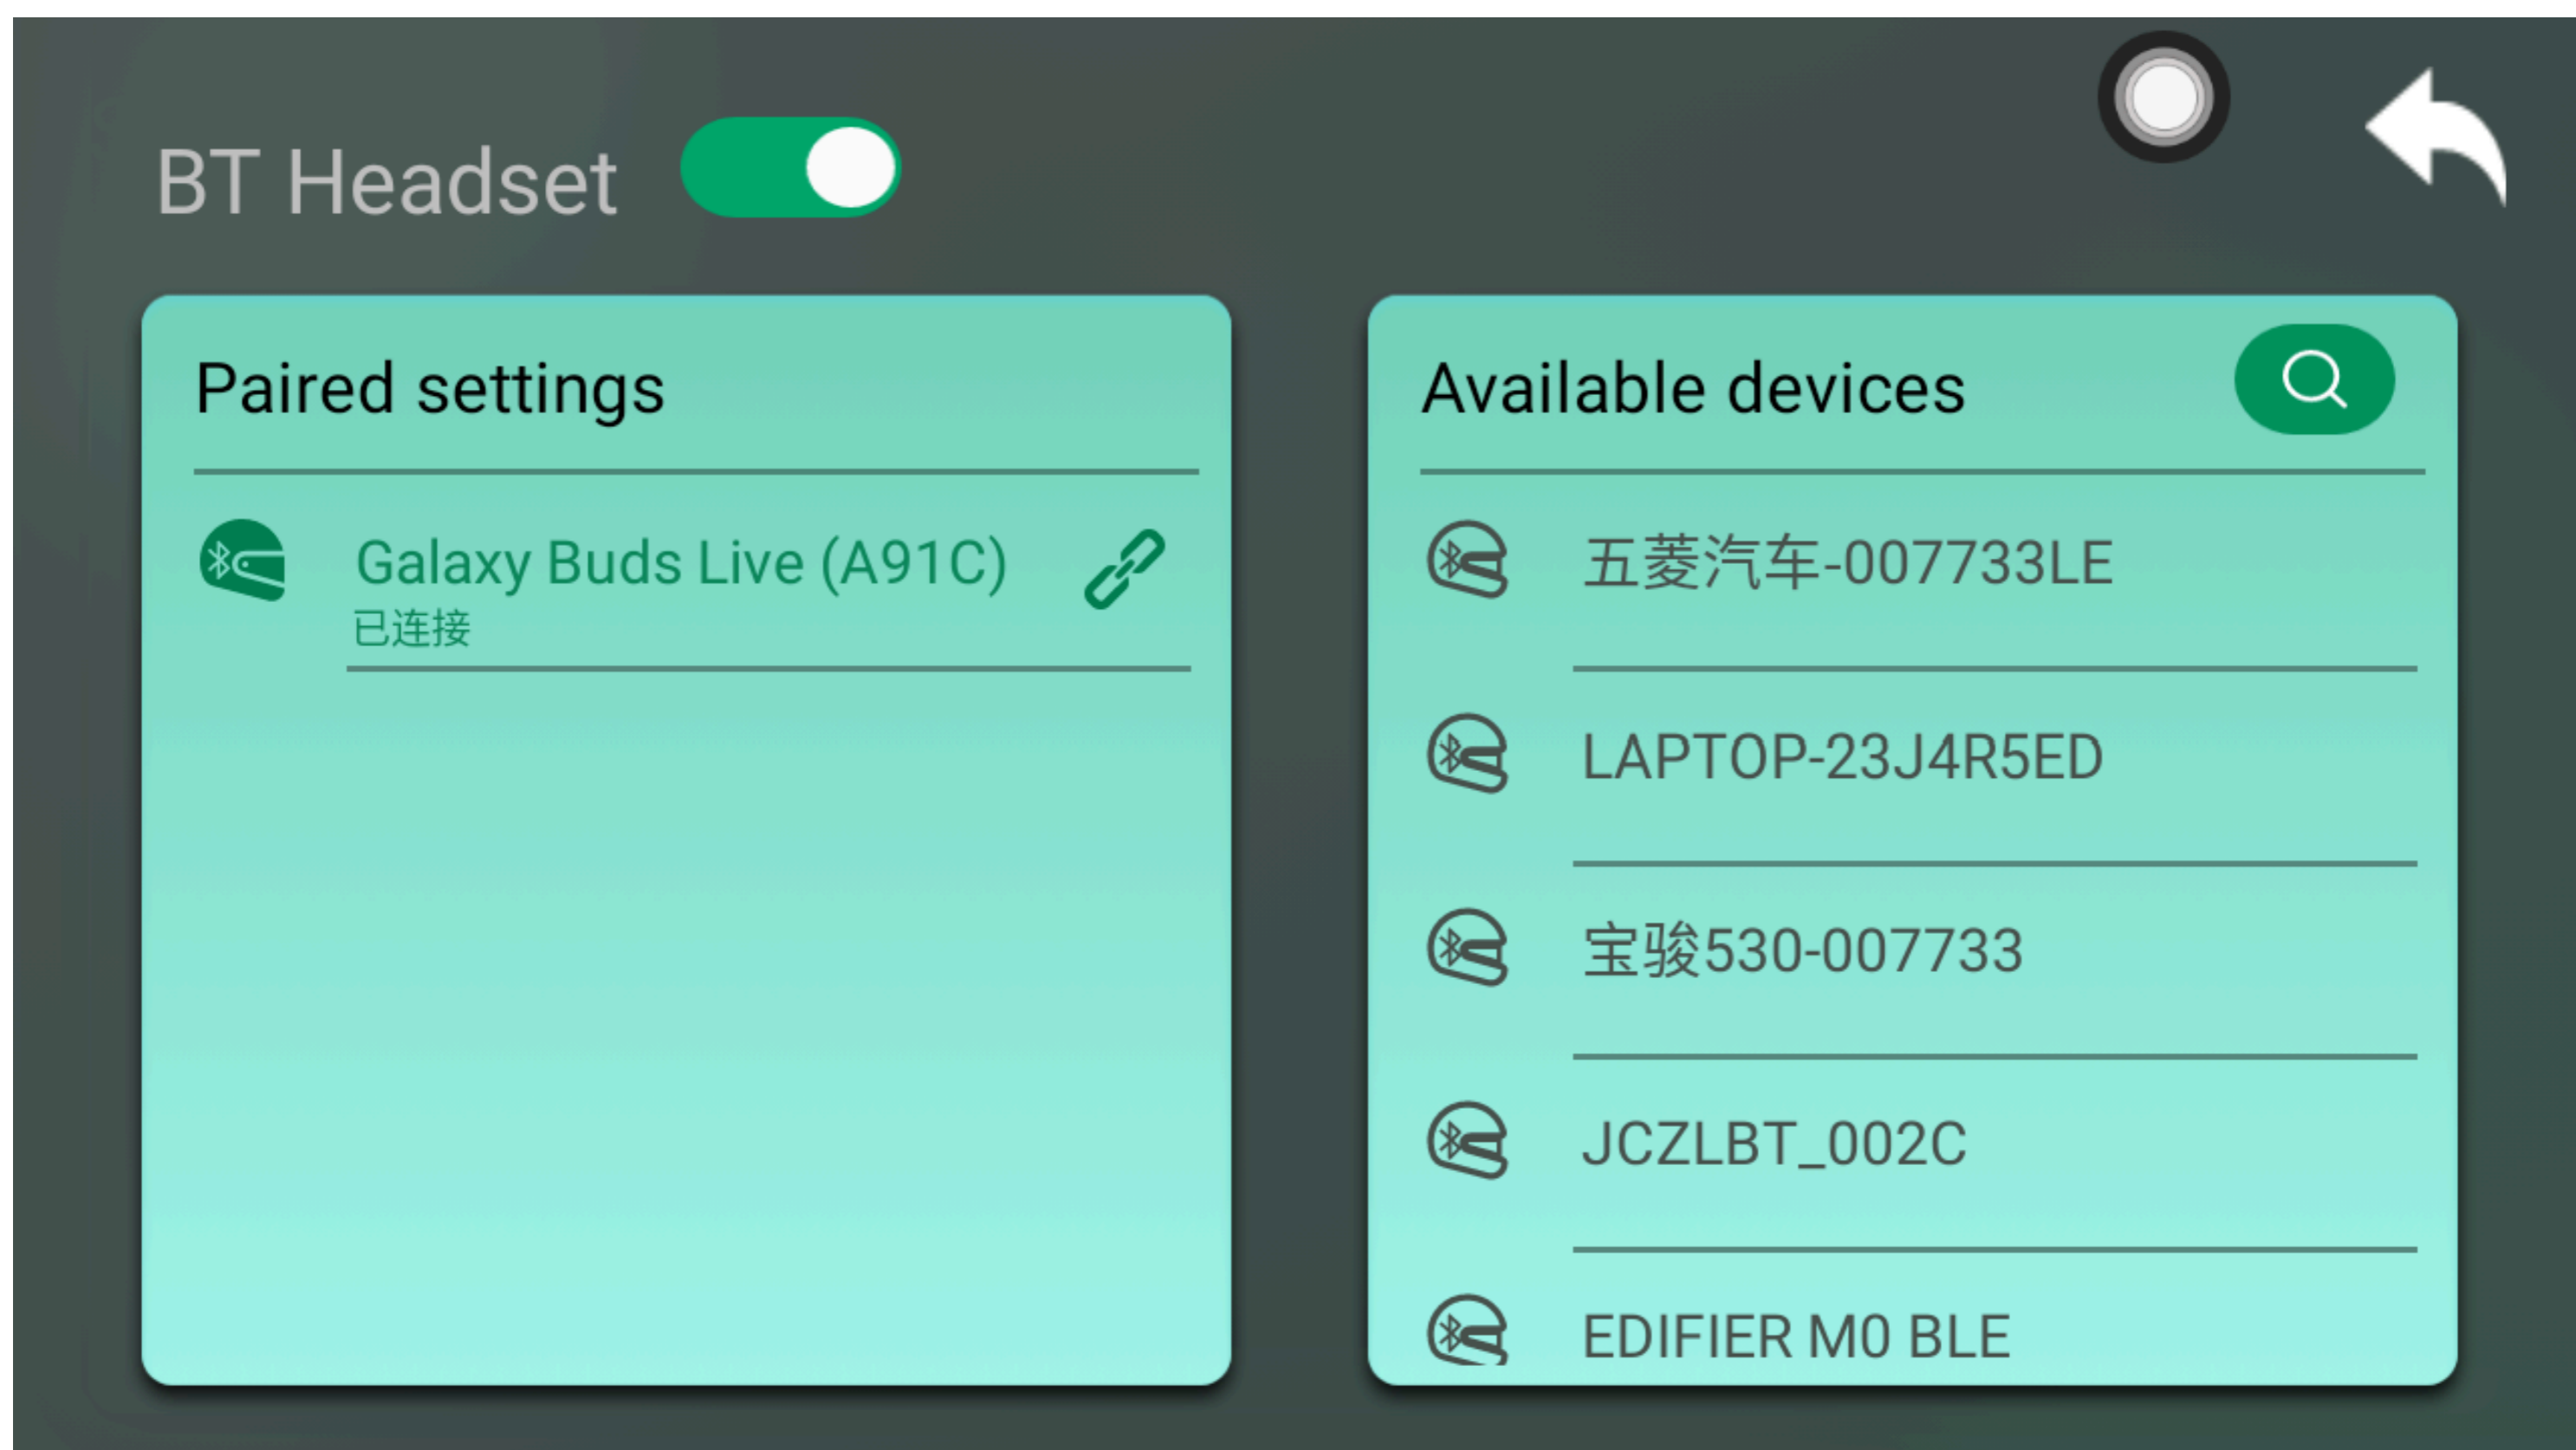 BT Headset
Paired settings
Galaxy Buds Live (A91C)
已连接
Available devices
五菱汽车-007733LE
LAPTOP-23J4R5ED
宝骏530-007733
JCZLBT_002C
EDIFIER M0 BLE